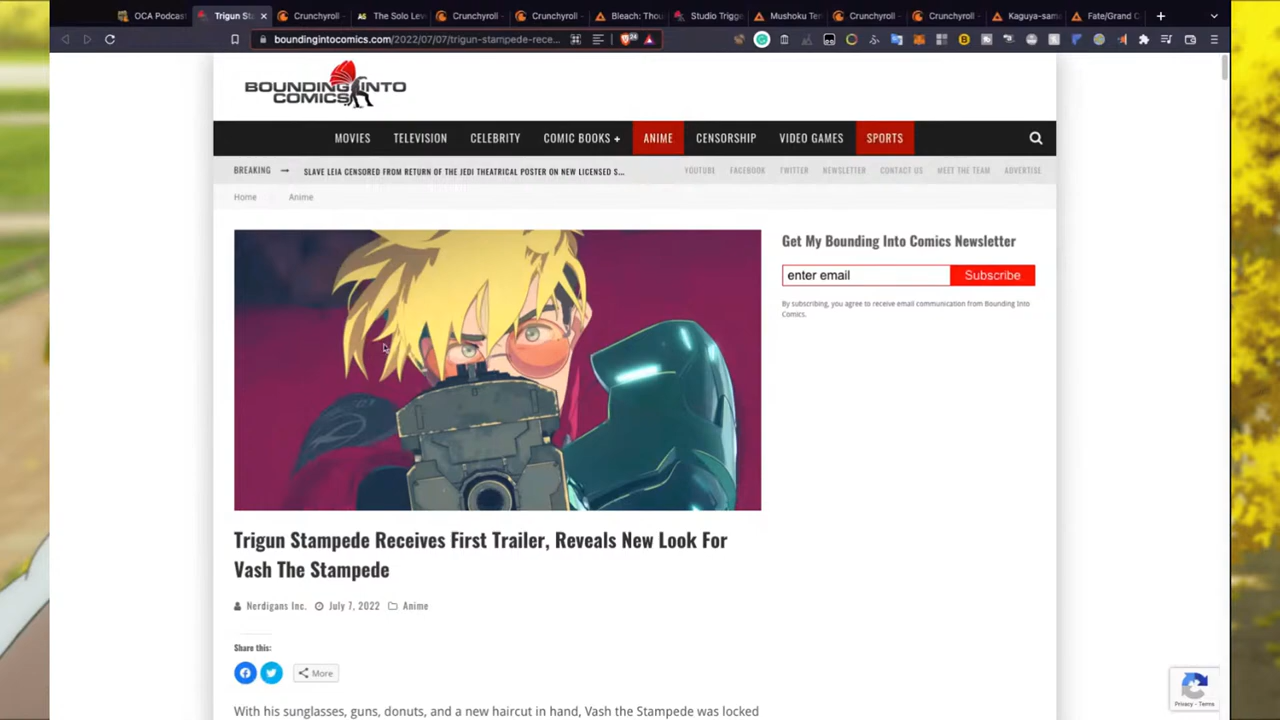 OCA Podcast
Trigun St
Crunchyroll
The Solo Lev
Crunchyroll
Crunchyroll
Bleach: Thou
Studio Trigge
Mushoku Ten
Crunchyroll
Crunchyroll
Kaguya-sama
Fate/Grand C
boundingintocomics.com/2022/07/07/trigun-stampede-rece...
24
BOUNDING INTO
COMICS
MOVIES TELEVISION CELEBRITY COMIC BOOKS + ANIME CENSORSHIP VIDEO GAMES SPORTS
BREAKING → SLAVE LEIA CENSORED FROM RETURN OF THE JEDI THEATRICAL POSTER ON NEW LICENSED S... YOUTUBE FACEBOOK TWITTER NEWSLETTER CONTACT US MEET THE TEAM ADVERTISE
Home Anime
Get My Bounding Into Comics Newsletter
enter email Subscribe
By subscribing, you agree to receive email communication from Bounding Into
Comics.
Trigun Stampede Receives First Trailer, Reveals New Look For
Vash The Stampede
Nerdigans Inc. July 7, 2022 Anime
Share this:
More
With his sunglasses, guns, donuts, and a new haircut in hand, Vash the Stampede was locked
Privacy - Terms